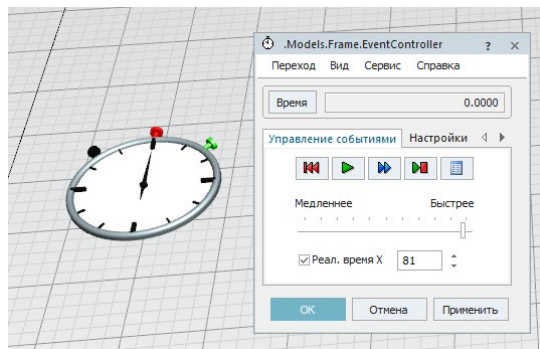 .Models.Frame.EventController ? ×
Переход Вид Сервис Справка
Время 0.0000
Управление событиями Настройки
Медленнее Быстрее
Реал. время X 81
OK Отмена Применить